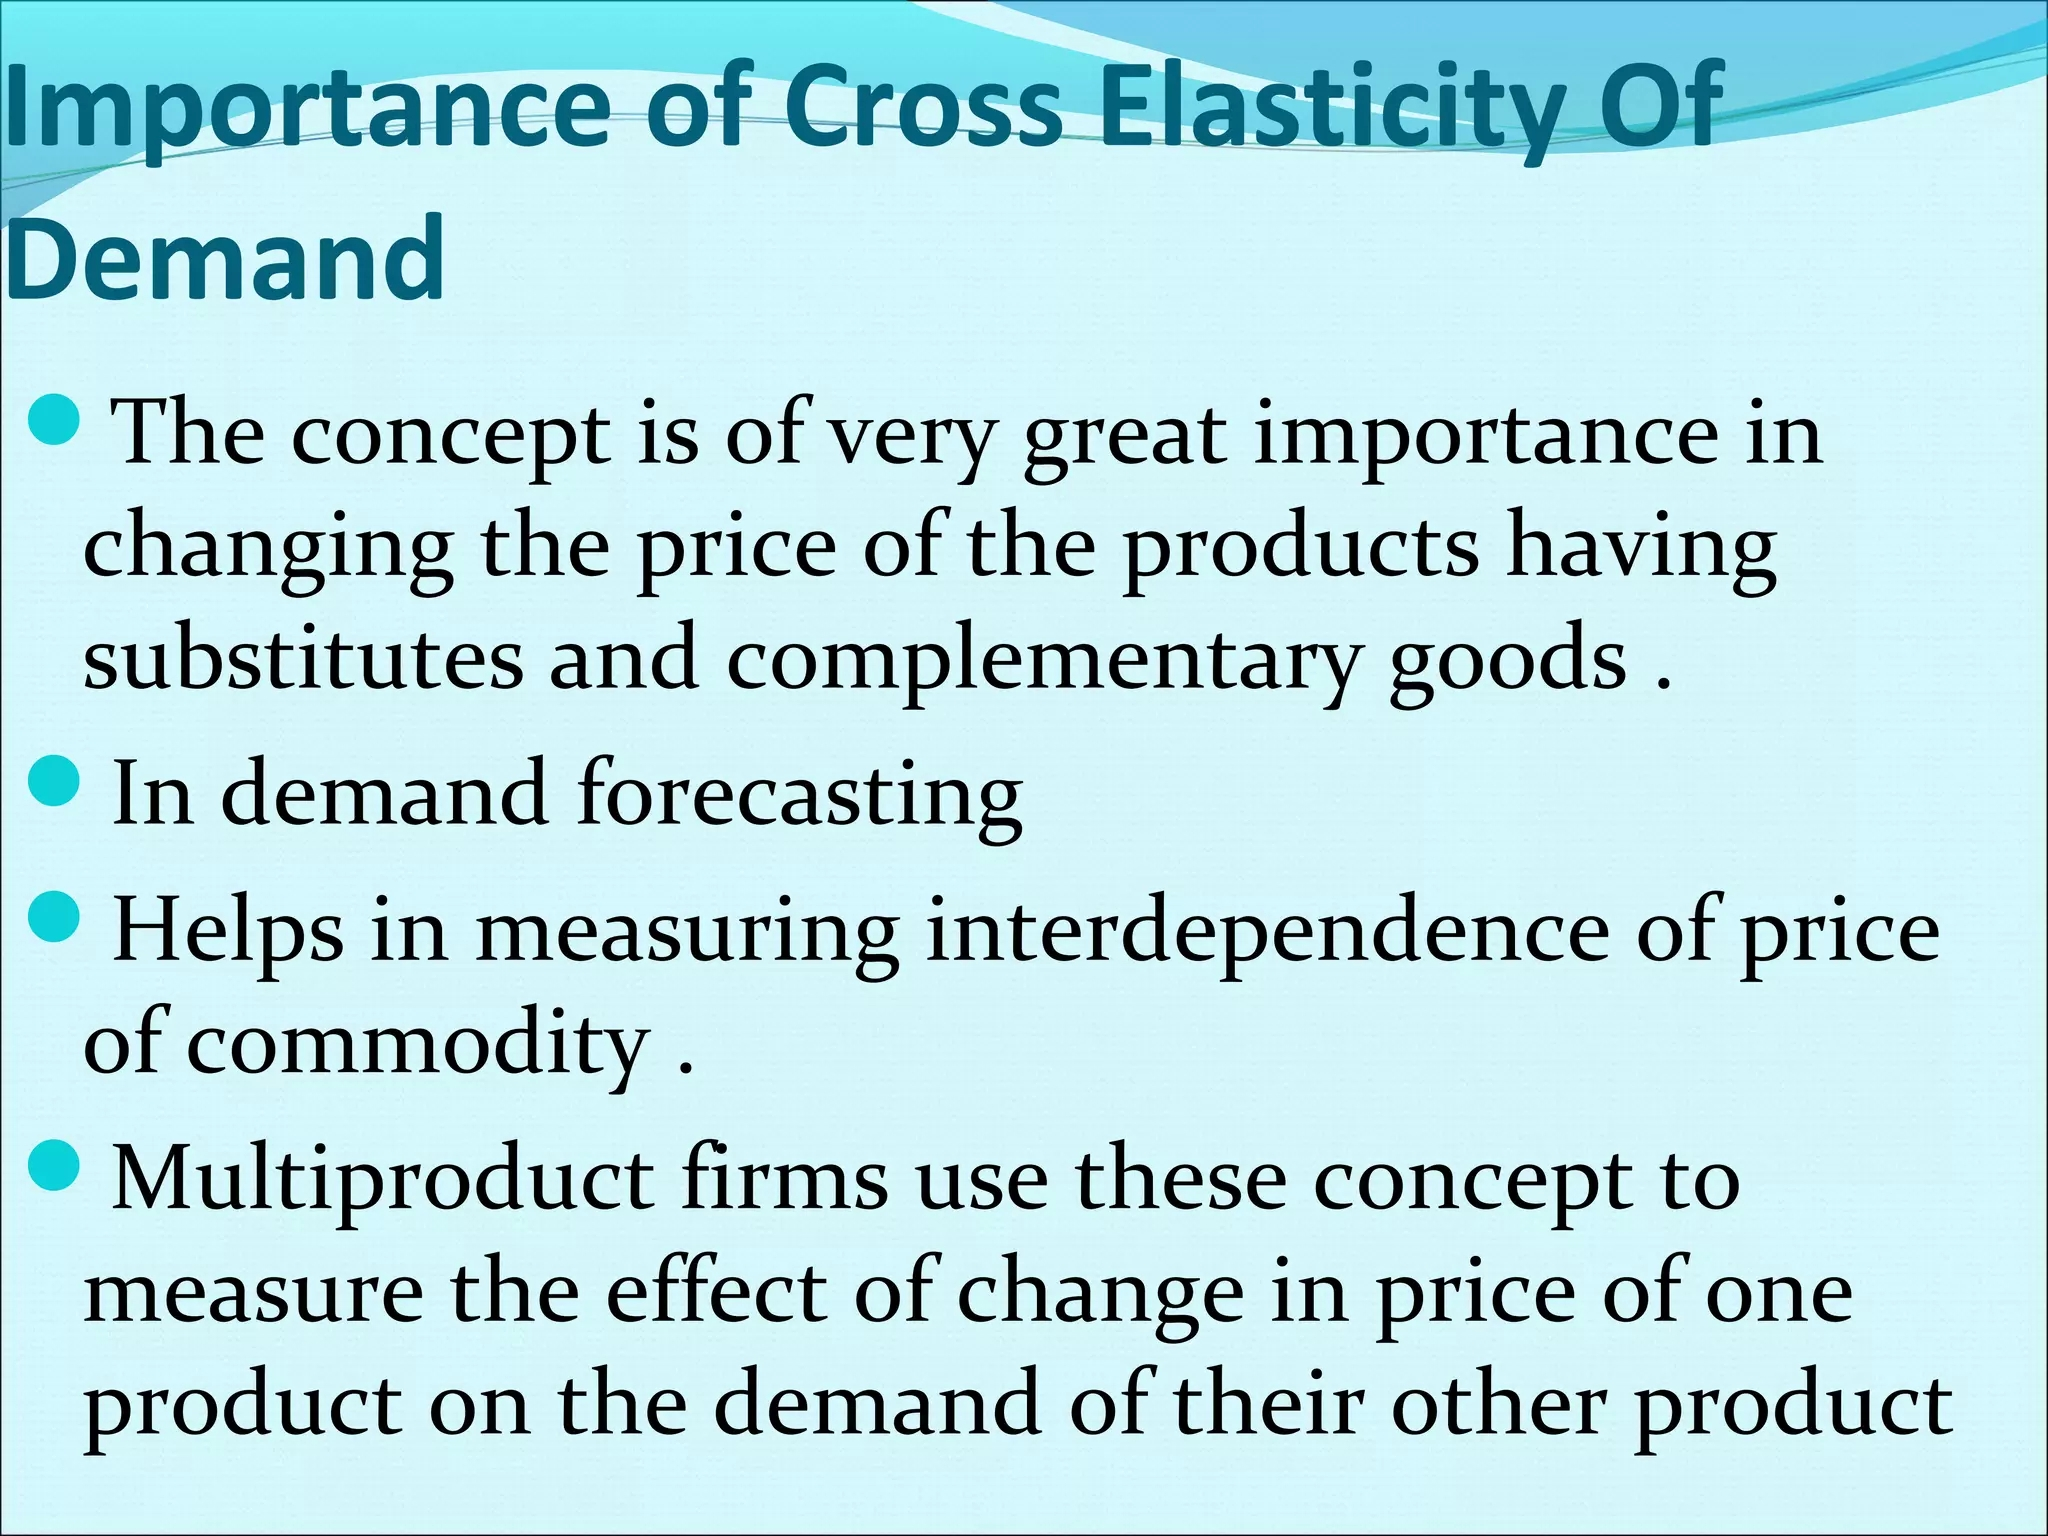 Importance of Cross Elasticity Of
Demand
The concept is of very great importance in
changing the price of the products having
substitutes and complementary goods .
In demand forecasting
Helps in measuring interdependence of price
of commodity .
Multiproduct firms use these concept to
measure the effect of change in price of one
product on the demand of their other product